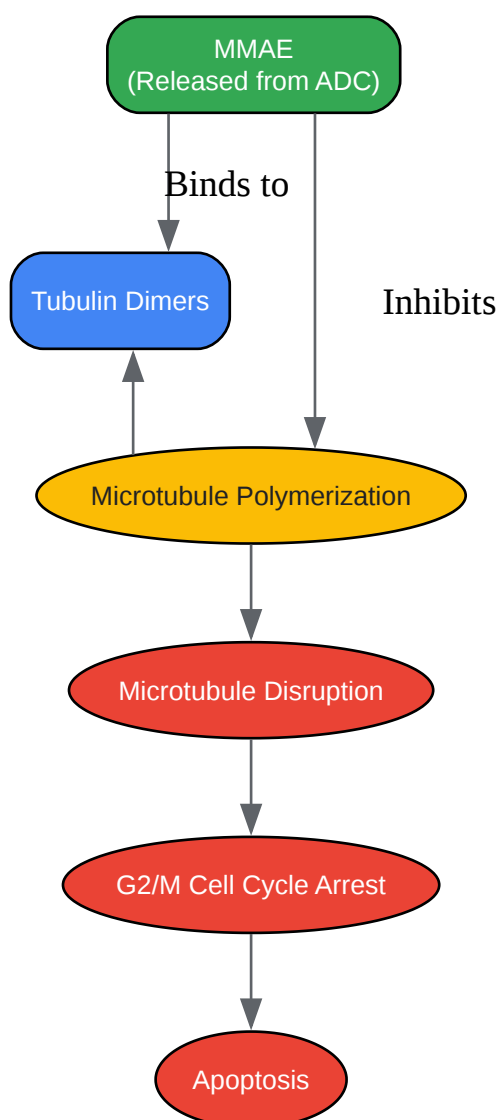 MMAE
(Released from ADC)
Binds to
Tubulin Dimers
Inhibits
Microtubule Polymerization
Microtubule Disruption
G2/M Cell Cycle Arrest
Apoptosis